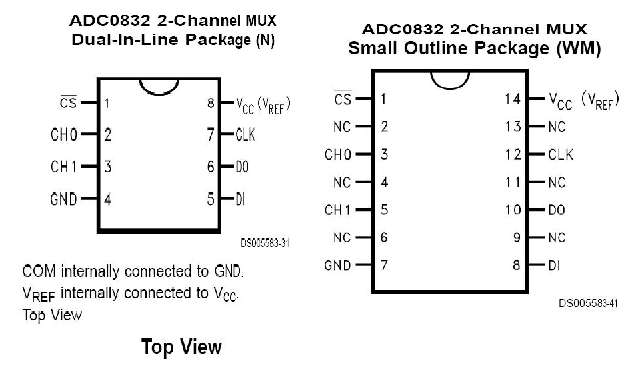 ADC0832 2-Channel MUX
Dual-In-Line Package (N)
C̅S̅ 1 8 VCC (VREF)
CH0 2 7 CLK
CH1 3 6 DO
GND 4 5 DI
DS005583-31
COM internally connected to GND.
VREF internally connected to VCC.
Top View
Top View
ADC0832 2-Channel MUX
Small Outline Package (WM)
C̅S̅ 1 14 VCC (VREF)
NC 2 13 NC
CH0 3 12 CLK
NC 4 11 NC
CH1 5 10 DO
NC 6 9 NC
GND 7 8 DI
DS005583-41